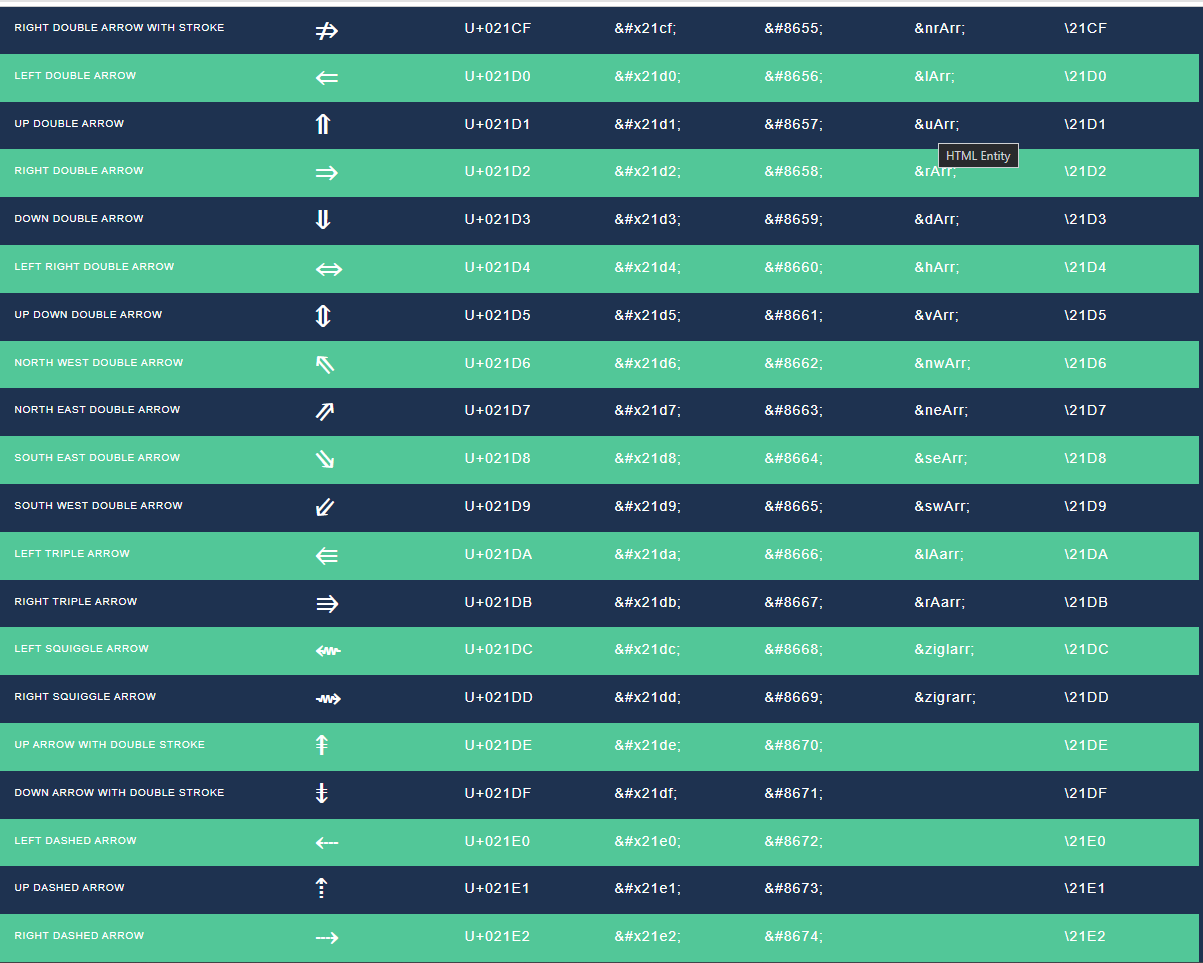 RIGHT DOUBLE ARROW WITH STROKE ⇏ U+021CF &#x21cf; &#8655; &nrArr; \21CF
LEFT DOUBLE ARROW ⇐ U+021D0 &#x21d0; &#8656; &lArr; \21D0
UP DOUBLE ARROW ⇑ U+021D1 &#x21d1; &#8657; &uArr; \21D1
HTML Entity
RIGHT DOUBLE ARROW ⇒ U+021D2 &#x21d2; &#8658; &rArr; \21D2
DOWN DOUBLE ARROW ⇓ U+021D3 &#x21d3; &#8659; &dArr; \21D3
LEFT RIGHT DOUBLE ARROW ⇔ U+021D4 &#x21d4; &#8660; &hArr; \21D4
UP DOWN DOUBLE ARROW ⇕ U+021D5 &#x21d5; &#8661; &vArr; \21D5
NORTH WEST DOUBLE ARROW ⇖ U+021D6 &#x21d6; &#8662; &nwArr; \21D6
NORTH EAST DOUBLE ARROW ⇗ U+021D7 &#x21d7; &#8663; &neArr; \21D7
SOUTH EAST DOUBLE ARROW ⇘ U+021D8 &#x21d8; &#8664; &seArr; \21D8
SOUTH WEST DOUBLE ARROW ⇙ U+021D9 &#x21d9; &#8665; &swArr; \21D9
LEFT TRIPLE ARROW ⇚ U+021DA &#x21da; &#8666; &lAarr; \21DA
RIGHT TRIPLE ARROW ⇛ U+021DB &#x21db; &#8667; &rAarr; \21DB
LEFT SQUIGGLE ARROW ⇜ U+021DC &#x21dc; &#8668; &ziglarr; \21DC
RIGHT SQUIGGLE ARROW ⇝ U+021DD &#x21dd; &#8669; &zigrarr; \21DD
UP ARROW WITH DOUBLE STROKE ⇞ U+021DE &#x21de; &#8670; \21DE
DOWN ARROW WITH DOUBLE STROKE ⇟ U+021DF &#x21df; &#8671; \21DF
LEFT DASHED ARROW ⇠ U+021E0 &#x21e0; &#8672; \21E0
UP DASHED ARROW ⇡ U+021E1 &#x21e1; &#8673; \21E1
RIGHT DASHED ARROW ⇢ U+021E2 &#x21e2; &#8674; \21E2